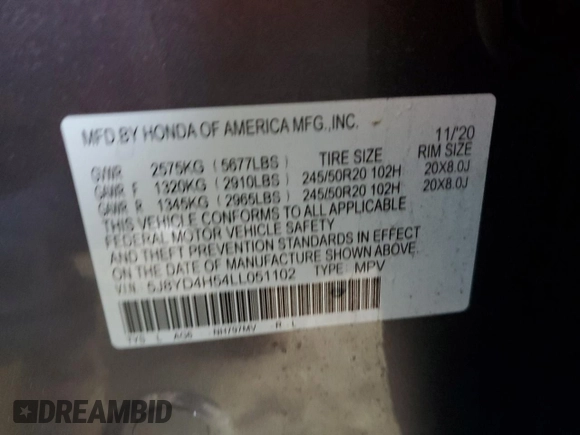 MFD.BY HONDA OF AMERICA MFG.,INC. 11/'20
GVWR 2575KG (5677LBS) TIRE SIZE RIM SIZE
GAWR F 1320KG (2910LBS) 245/50R20 102H 20X8.0J
GAWR R 1345KG (2965LBS) 245/50R20 102H 20X8.0J
THIS VEHICLE CONFORMS TO ALL APPLICABLE
FEDERAL MOTOR VEHICLE SAFETY
AND THEFT PREVENTION STANDARDS IN EFFECT
ON THE DATE OF MANUFACTURE SHOWN ABOVE.
VIN: 5J8YD4H54LL051102 TYPE: MPV
TYS L AG6 NH797MV R L
DREAMBID